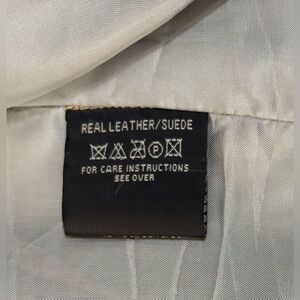 REAL LEATHER/SUEDE
P
FOR CARE INSTRUCTIONS
SEE OVER